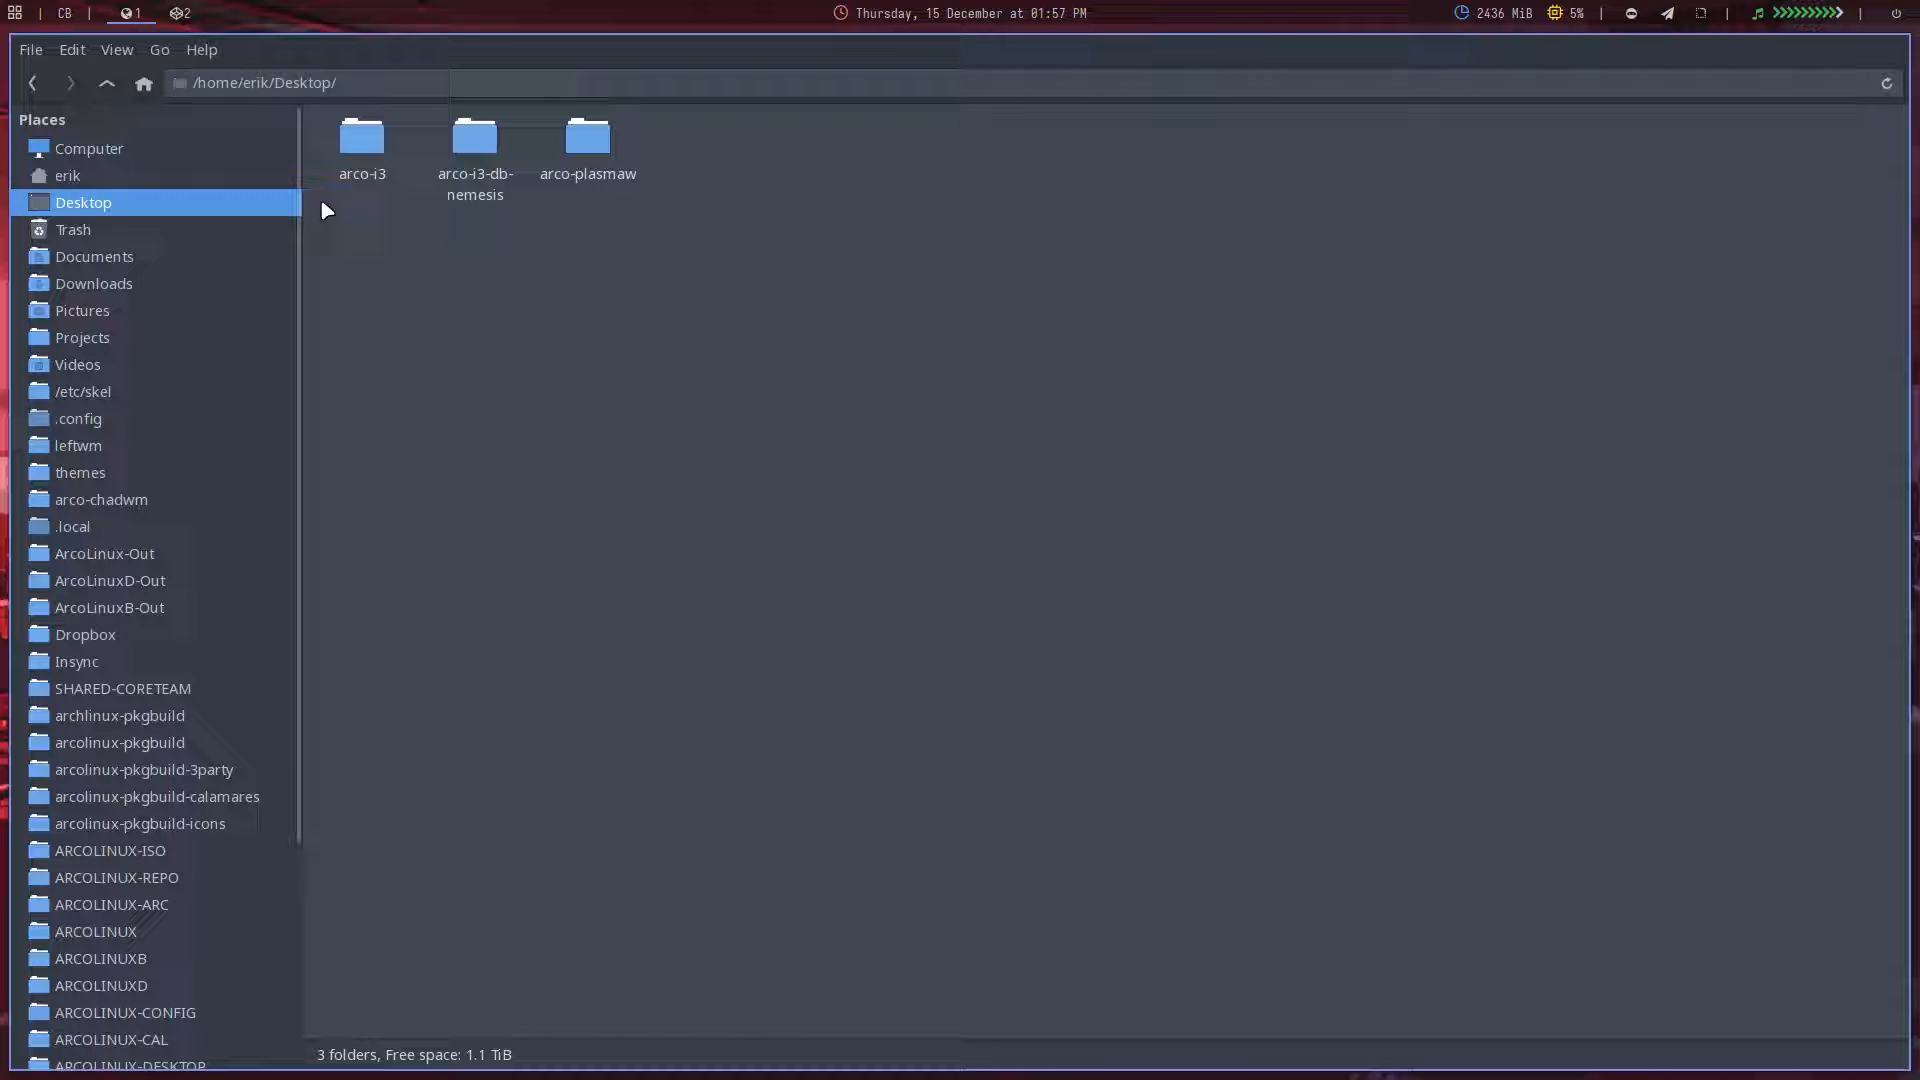 CB
1
2
Thursday, 15 December at 01:57 PM
2436 MiB
5%
File Edit View Go Help
/home/erik/Desktop/
Places
Computer
erik
Desktop
Trash
Documents
Downloads
Pictures
Projects
Videos
/etc/skel
.config
leftwm
themes
arco-chadwm
.local
ArcoLinux-Out
ArcoLinuxD-Out
ArcoLinuxB-Out
Dropbox
Insync
SHARED-CORETEAM
archlinux-pkgbuild
arcolinux-pkgbuild
arcolinux-pkgbuild-3party
arcolinux-pkgbuild-calamares
arcolinux-pkgbuild-icons
ARCOLINUX-ISO
ARCOLINUX-REPO
ARCOLINUX-ARC
ARCOLINUX
ARCOLINUXB
ARCOLINUXD
ARCOLINUX-CONFIG
ARCOLINUX-CAL
ARCOLINUX-DESKTOP
arco-i3
arco-i3-db-
nemesis
arco-plasmaw
3 folders, Free space: 1.1 TiB